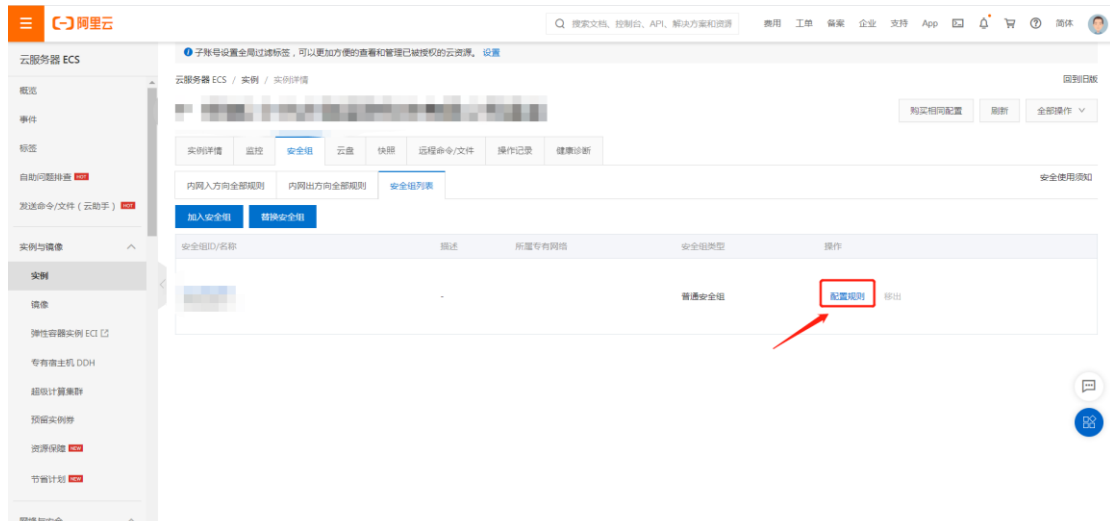 阿里云
搜索文档、控制台、API、解决方案和资源
费用 工单 备案 企业 支持 App 简体
云服务器 ECS
子账号设置全局过滤标签，可以更加方便的查看和管理已被授权的云资源。 设置
云服务器 ECS / 实例 / 实例详情
回到旧版
概览
购买相同配置 刷新 全部操作
事件
标签
实例详情 监控 安全组 云盘 快照 远程命令/文件 操作记录 健康诊断
自助问题排查 HOT
内网入方向全部规则 内网出方向全部规则 安全组列表
安全使用须知
发送命令/文件（云助手） HOT
加入安全组 替换安全组
实例与镜像
安全组ID/名称 描述 所属专有网络 安全组类型 操作
实例
- 普通安全组 配置规则 移出
镜像
弹性容器实例 ECI
专有宿主机 DDH
超级计算集群
预留实例券
资源保障 NEW
节省计划 NEW
网络与安全